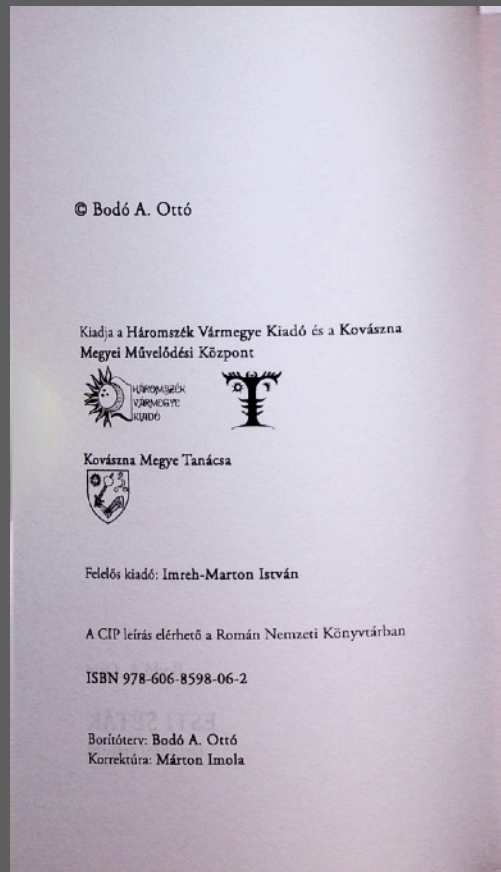 © Bodó A. Ottó
Kiadja a Háromszék Vármegye Kiadó és a Kovászna
Megyei Művelődési Központ
HÁROMSZÉK
VÁRMEGYE
KIADÓ
Kovászna Megye Tanácsa
Felelős kiadó: Imreh-Marton István
A CIP leírás elérhető a Román Nemzeti Könyvtárban
ISBN 978-606-8598-06-2
ESTI SÉTÁK
Borítóterv: Bodó A. Ottó
Korrektúra: Márton Imola